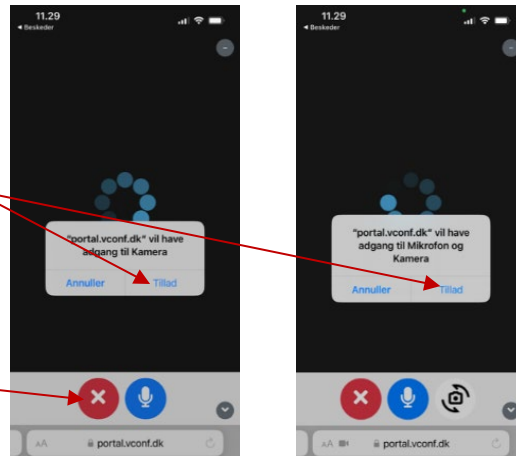 11.29
◀ Beskeder
"portal.vconf.dk" vil have
adgang til Kamera
Annuller Tillad
AA portal.vconf.dk
11.29
◀ Beskeder
"portal.vconf.dk" vil have
adgang til Mikrofon og
Kamera
Annuller Tillad
AA portal.vconf.dk